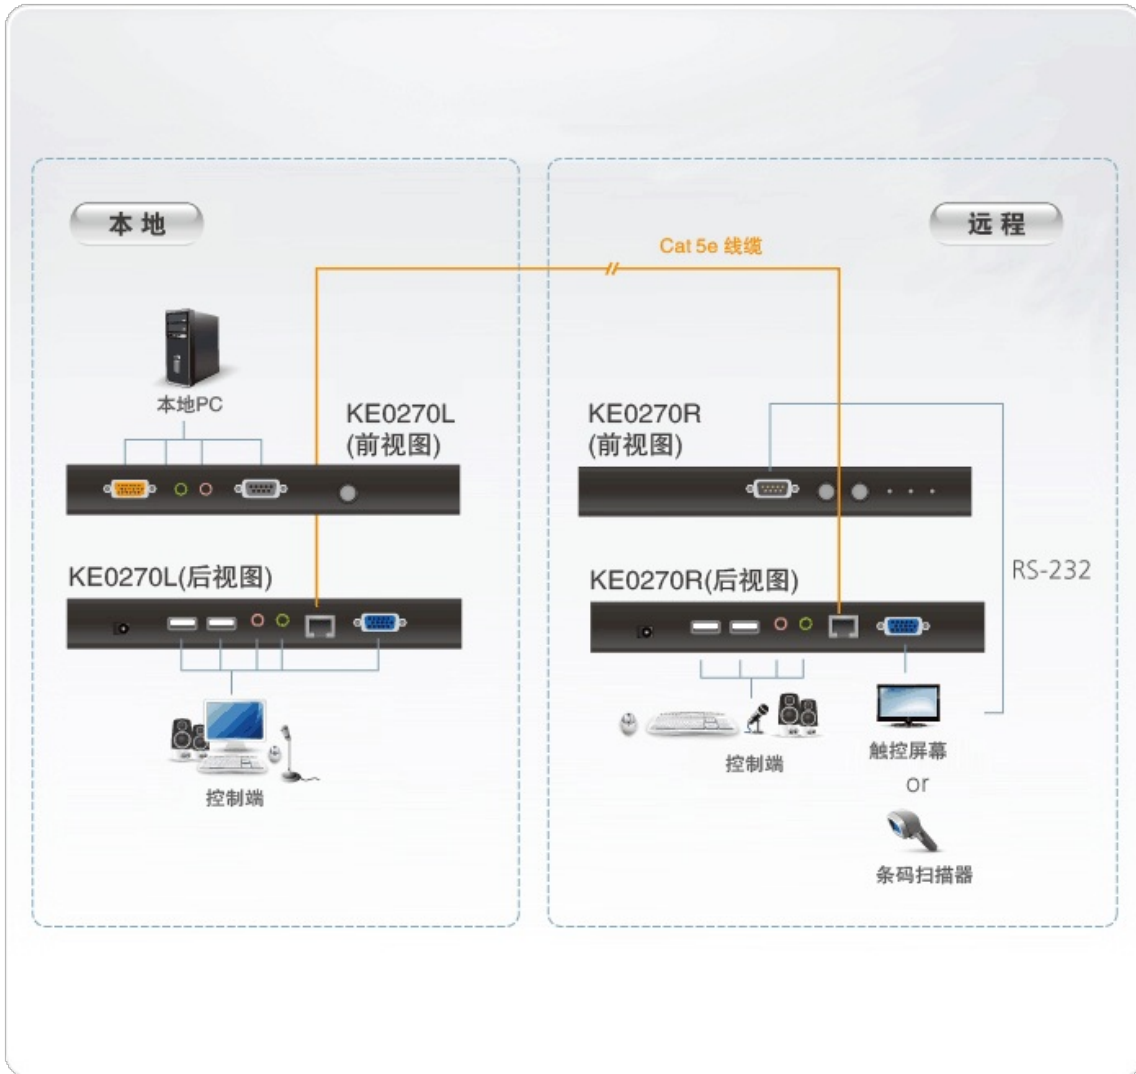 本地
远程
Cat 5e 线缆
本地PC
KE0270L
(前视图)
KE0270R
(前视图)
KE0270L(后视图)
KE0270R(后视图)
RS-232
控制端
控制端
触控屏幕
or
条码扫描器